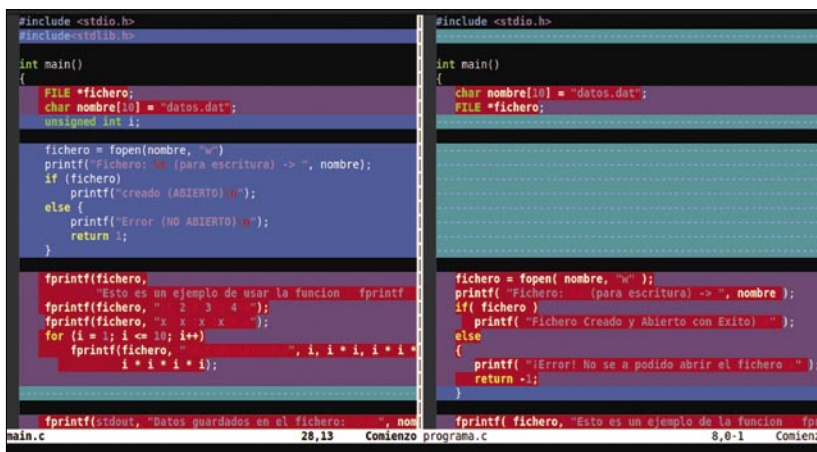 #include <stdio.h>
#include<stdlib.h>
int main()
{
FILE *fichero;
char nombre[10] = "datos.dat";
unsigned int i;
fichero = fopen(nombre, "w")
printf("Fichero: (para escritura) -> ", nombre);
if (fichero)
printf("creado (ABIERTO)\n");
else {
printf("Error (NO ABIERTO)\n");
return 1;
}
fprintf(fichero,
"Esto es un ejemplo de usar la funcion fprintf
fprintf(fichero, " 2 3 4 ");
fprintf(fichero, "x x x x ");
for (i = 1; i <= 10; i++)
fprintf(fichero, " ", i, i * i, i * i *
i * i * i * i);
fprintf(stdout, "Datos guardados en el fichero: ", nom
main.c 28,13 Comienzo
#include <stdio.h>
int main()
{
char nombre[10] = "datos.dat";
FILE *fichero;
fichero = fopen( nombre, "w" );
printf( "Fichero: (para escritura) -> ", nombre );
if( fichero )
printf( "Fichero Creado y Abierto con Exito) " );
else
{
printf( "¡Error! No se a podido abrir el fichero " )
return -1;
}
fprintf( fichero, "Esto es un ejemplo de la funcion fp
programa.c 8,0-1 Comien